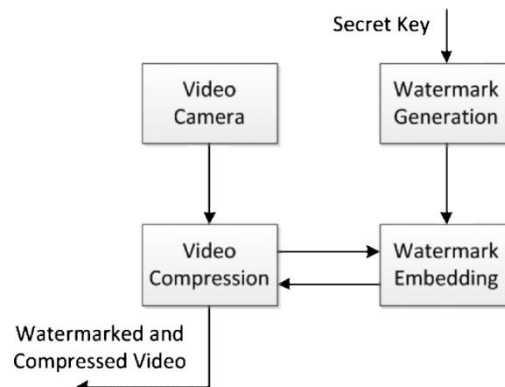 Secret Key
Video
Camera
Watermark
Generation
Video
Compression
Watermark
Embedding
Watermarked and
Compressed Video